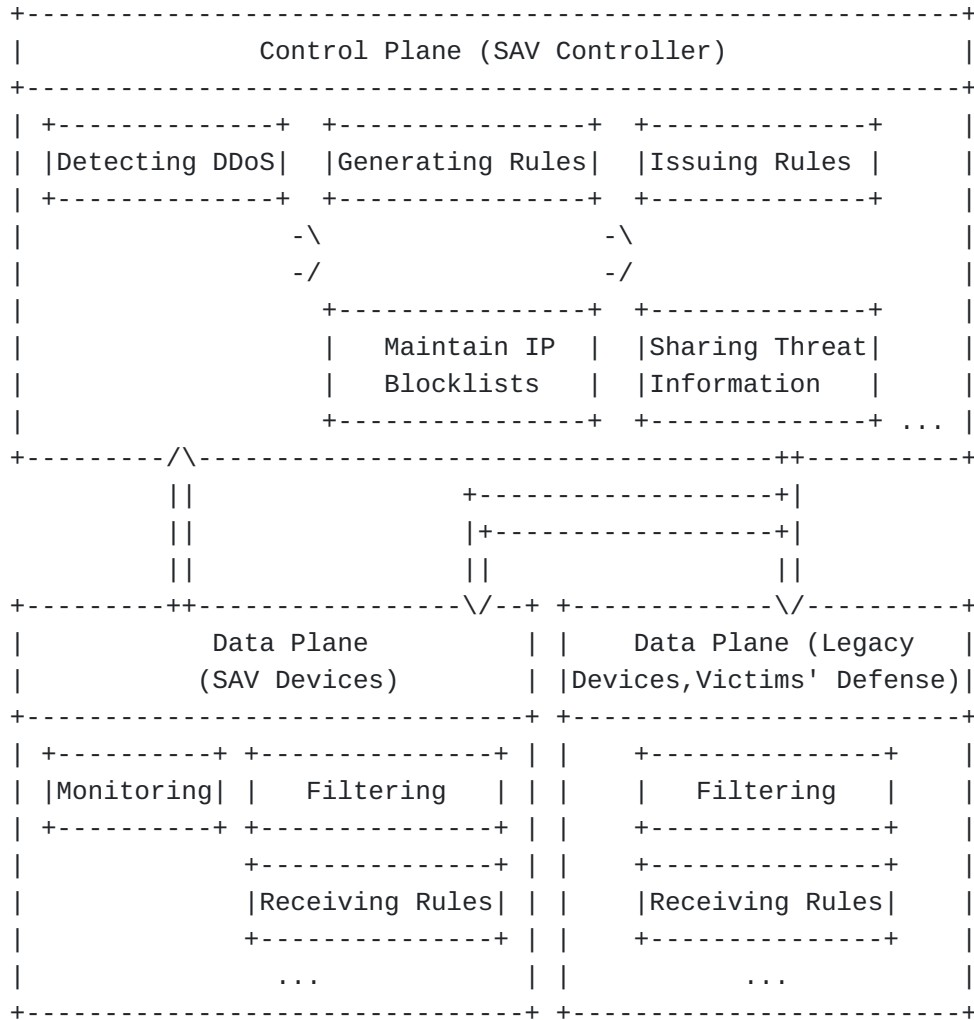 Control Plane (SAV Controller)
Detecting DDoS Generating Rules Issuing Rules
Maintain IP Sharing Threat
Blocklists Information
...
Data Plane Data Plane (Legacy
(SAV Devices) Devices,Victims' Defense)
Monitoring Filtering Filtering
Receiving Rules Receiving Rules
... ...